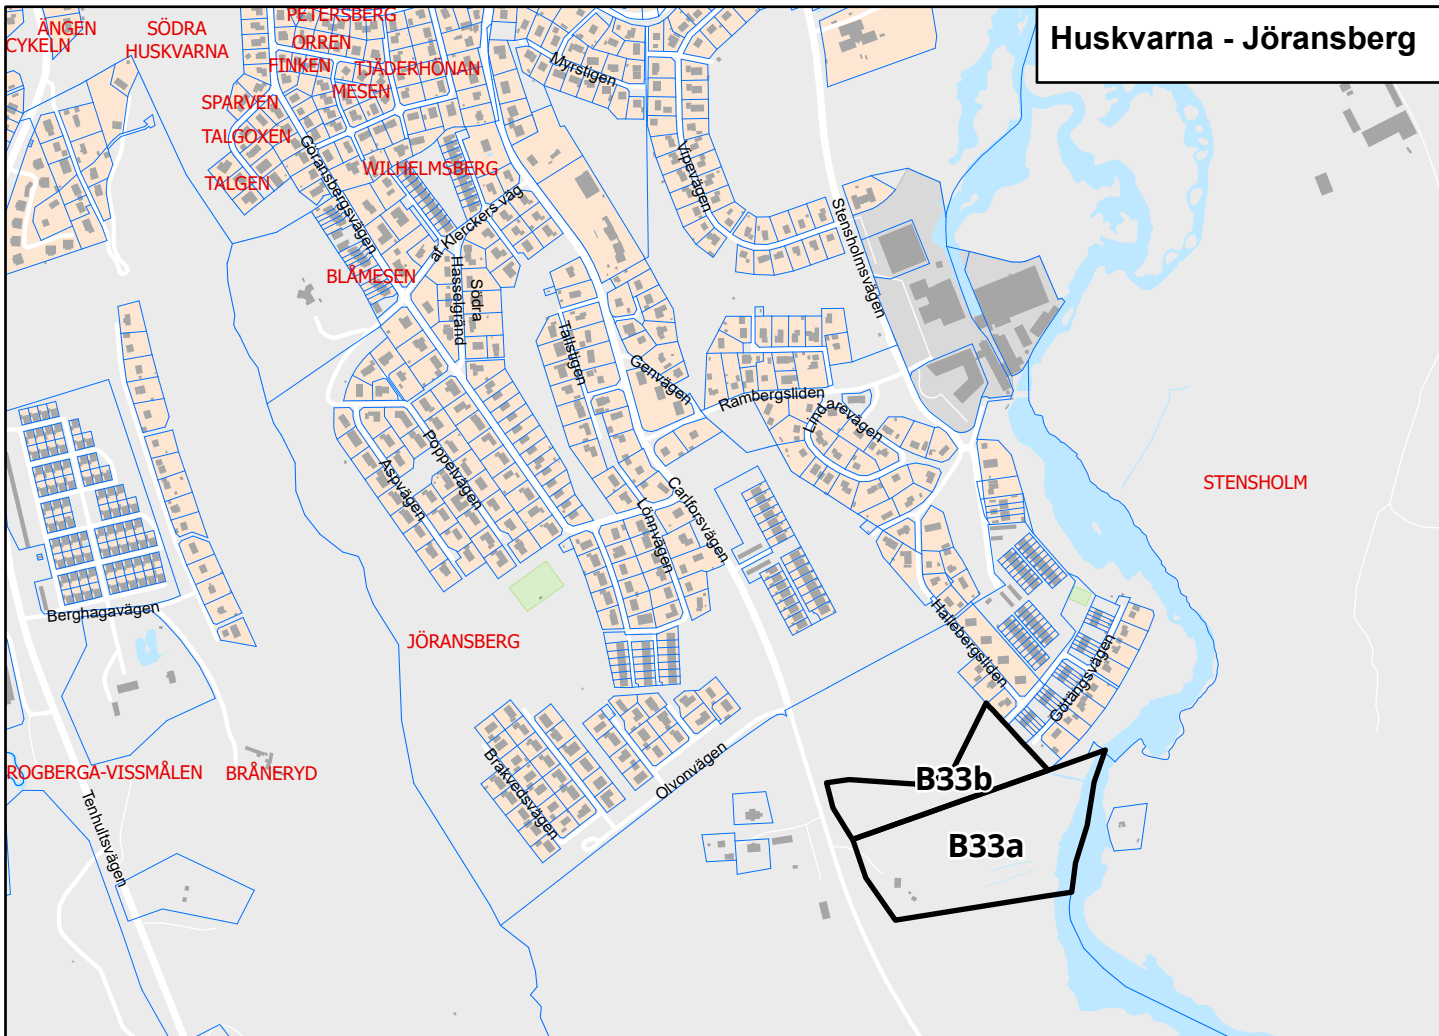 Huskvarna - Jöransberg
ÄNGEN
CYKELN
SÖDRA
HUSKVARNA
PETERSBERG
ORREN
FINKEN
TJÄDERHÖNAN
MESEN
SPARVEN
TALGOXEN
TALGEN
WILHELMSBERG
BLÅMESEN
Myrstigen
Vipevägen
Göransbergsvägen
af Klerckers väg
Södra
Hasselgränd
Stensholmsvägen
Tallstigen
Genvägen
Rambergsliden
Lindarevägen
Poppelvägen
Aspvägen
Lönnvägen
Carlforsvägen
STENSHOLM
Berghagavägen
JÖRANSBERG
Hallebergsliden
Götängsvägen
ROGBERGA-VISSMÅLEN
BRÅNERYD
Tenhultsvägen
Brakvedsvägen
Olvonvägen
B33b
B33a